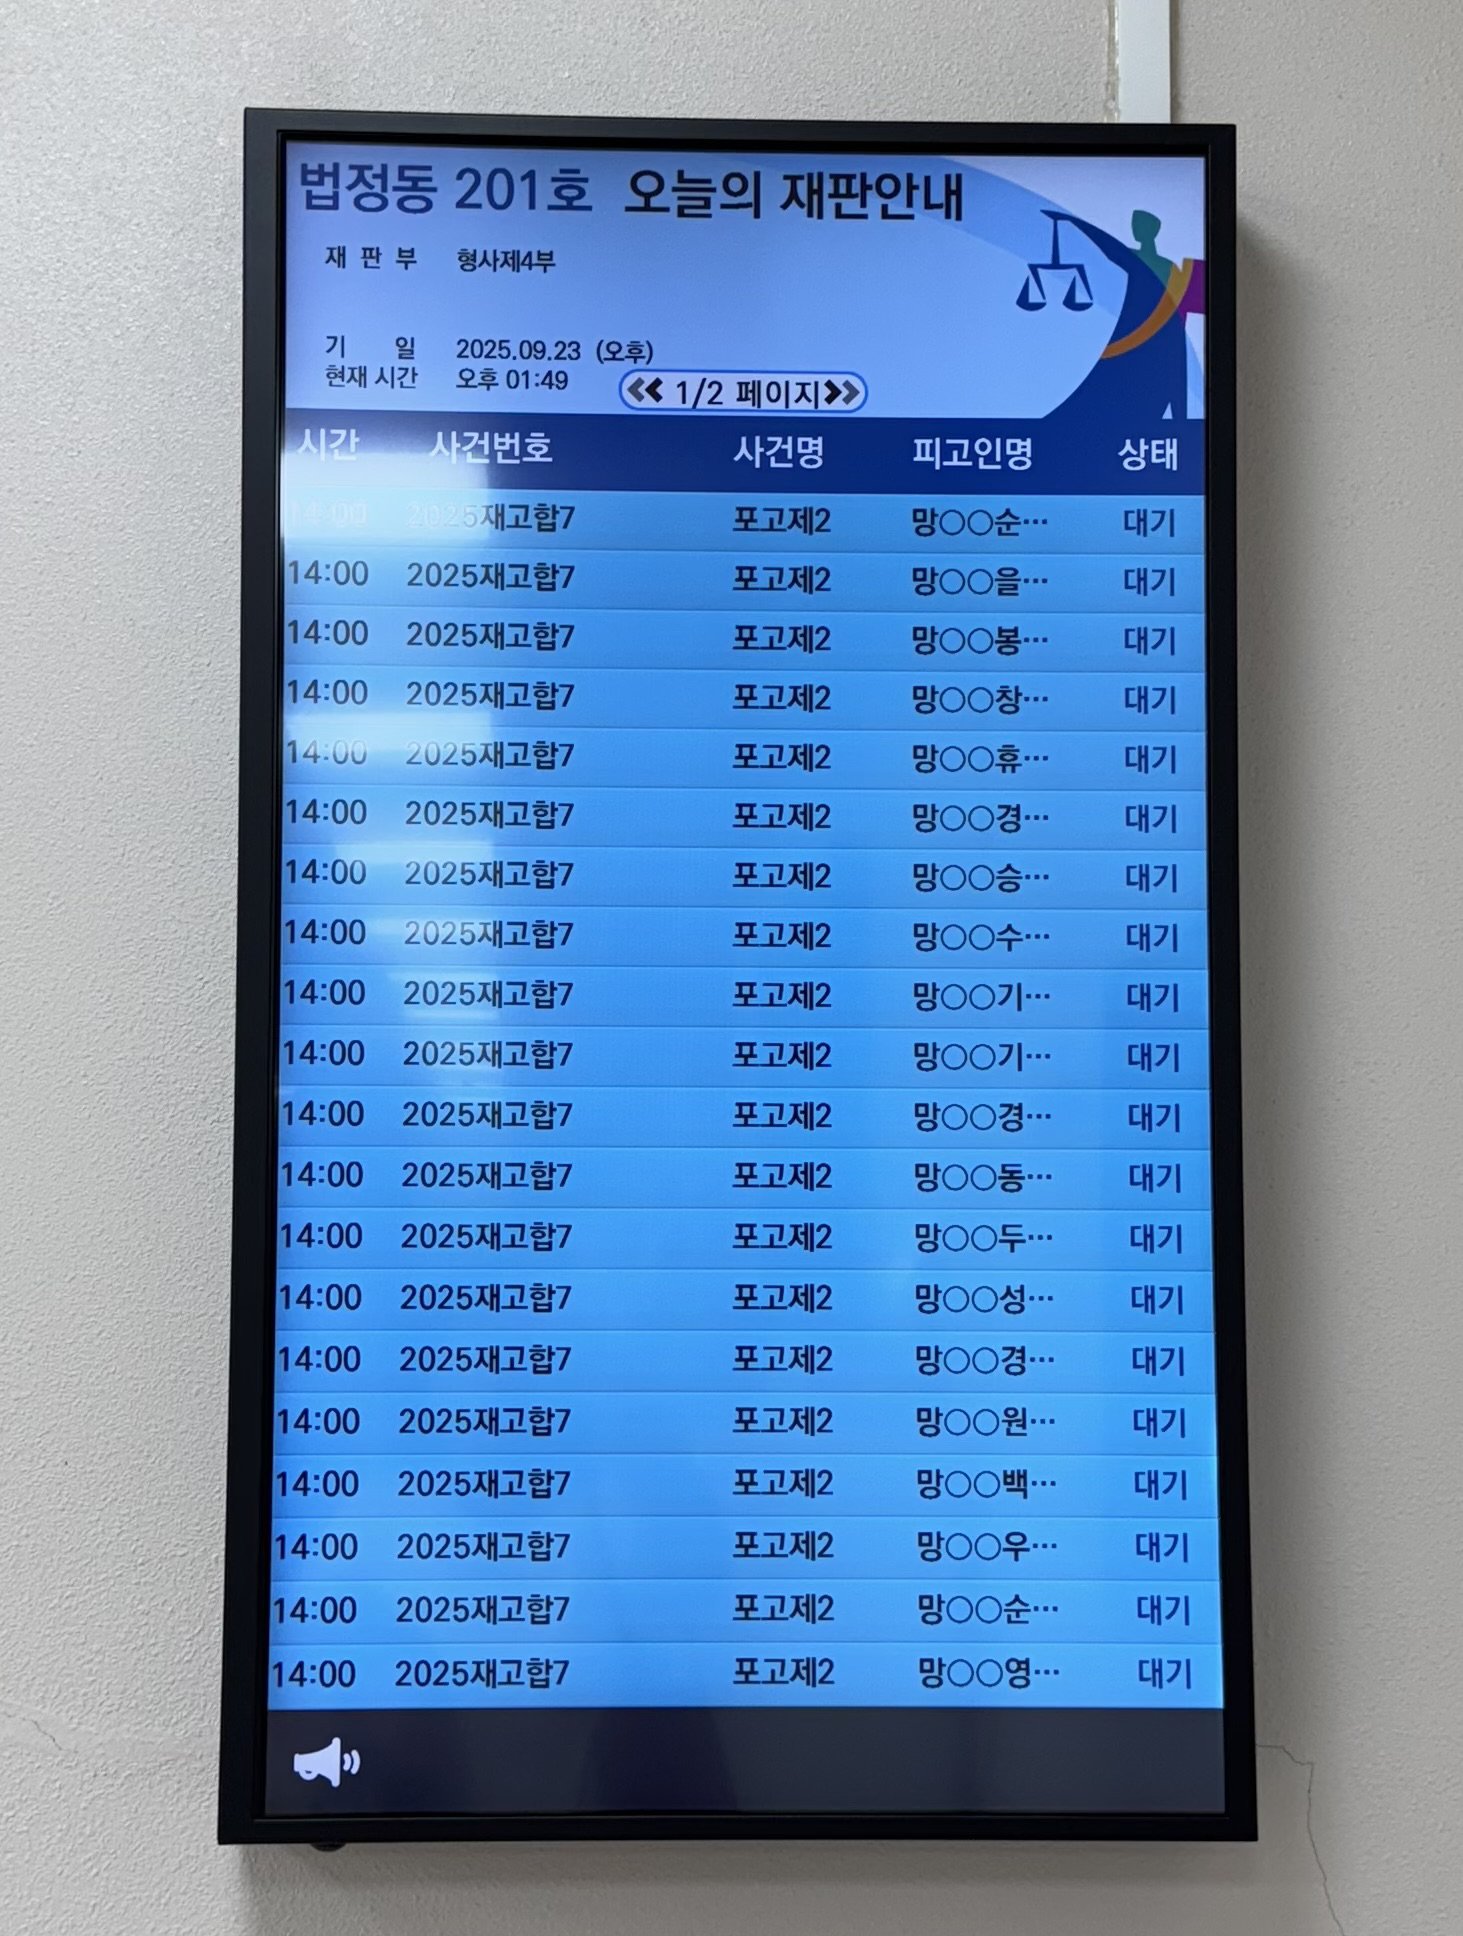 법정동 201호 오늘의 재판안내
재 판 부 형사제4부
기 일 2025.09.23 (오후)
현재 시간 오후 01:49
1/2 페이지
시간 사건번호 사건명 피고인명 상태
14:00 2025재고합7 포고제2 망○○순… 대기
14:00 2025재고합7 포고제2 망○○을… 대기
14:00 2025재고합7 포고제2 망○○봉… 대기
14:00 2025재고합7 포고제2 망○○창… 대기
14:00 2025재고합7 포고제2 망○○휴… 대기
14:00 2025재고합7 포고제2 망○○경… 대기
14:00 2025재고합7 포고제2 망○○승… 대기
14:00 2025재고합7 포고제2 망○○수… 대기
14:00 2025재고합7 포고제2 망○○기… 대기
14:00 2025재고합7 포고제2 망○○기… 대기
14:00 2025재고합7 포고제2 망○○경… 대기
14:00 2025재고합7 포고제2 망○○동… 대기
14:00 2025재고합7 포고제2 망○○두… 대기
14:00 2025재고합7 포고제2 망○○성… 대기
14:00 2025재고합7 포고제2 망○○경… 대기
14:00 2025재고합7 포고제2 망○○원… 대기
14:00 2025재고합7 포고제2 망○○백… 대기
14:00 2025재고합7 포고제2 망○○우… 대기
14:00 2025재고합7 포고제2 망○○순… 대기
14:00 2025재고합7 포고제2 망○○영… 대기